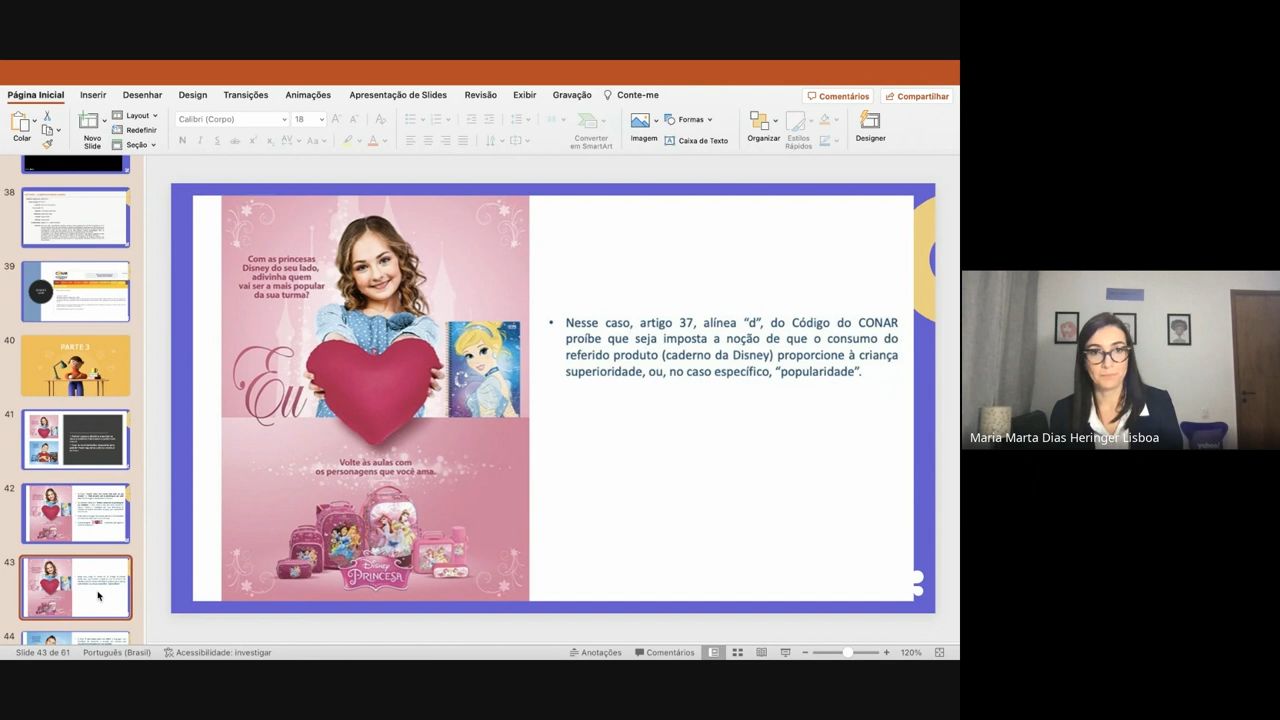 Página Inicial
Inserir
Desenhar
Design
Transições
Animações
Apresentação de Slides
Revisão
Exibir
Gravação
Conte-me
Comentários
Compartilhar
Colar
Novo
Slide
Layout
Redefinir
Seção
Calibri (Corpo)
18
Converter
em SmartArt
Imagem
Formas
Caixa de Texto
Organizar
Estilos
Rápidos
Designer
38
39
40
PARTE 3
41
42
43
44
Com as princesas
Disney do seu lado,
adivinha quem
vai ser a mais popular
da sua turma?
Eu
Volte às aulas com
os personagens que você ama.
Disney
PRINCESA
• Nesse caso, artigo 37, alínea “d”, do Código do CONAR
proíbe que seja imposta a noção de que o consumo do
referido produto (caderno da Disney) proporcione à criança
superioridade, ou, no caso específico, “popularidade”.
Maria Marta Dias Heringer Lisboa
Slide 43 de 61
Português (Brasil)
Acessibilidade: investigar
Anotações
Comentários
120%